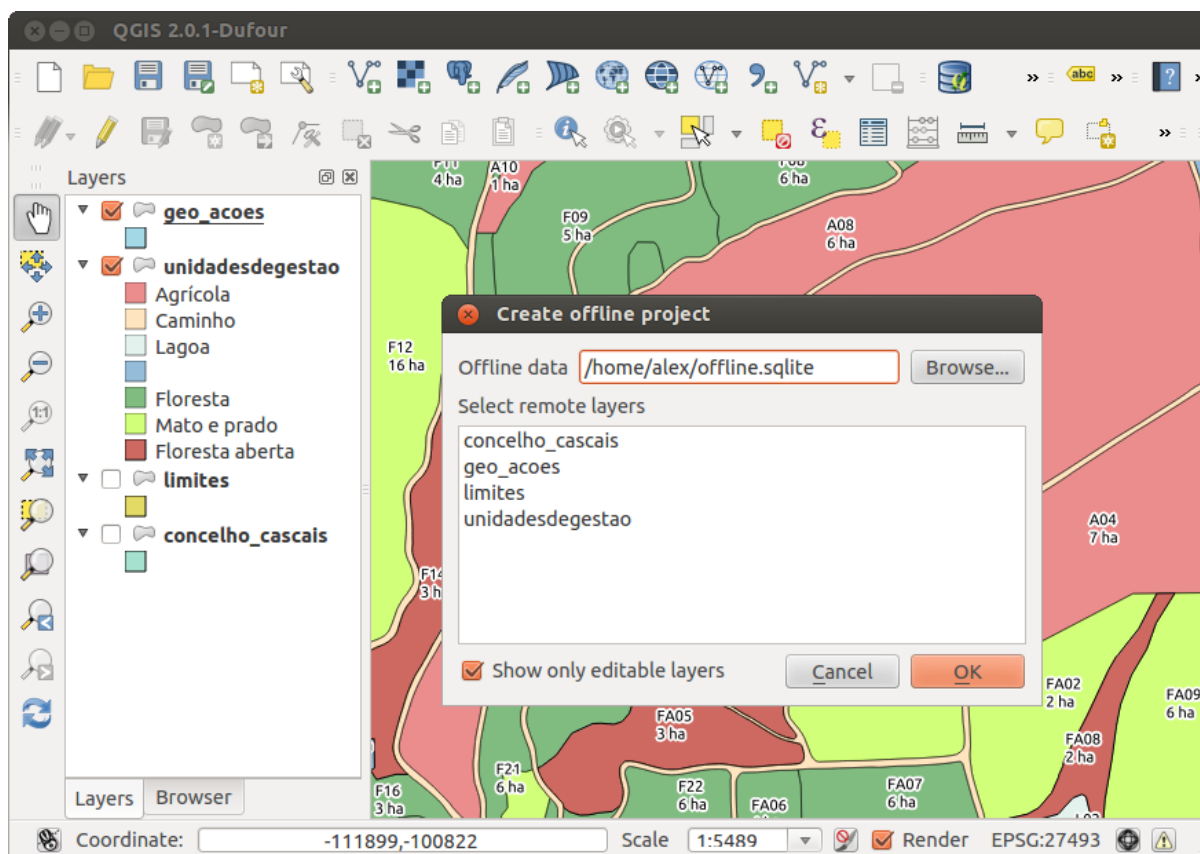 QGIS 2.0.1-Dufour
abc
Layers
geo_acoes
unidadesdegestao
Agrícola
Caminho
Lagoa
Floresta
Mato e prado
Floresta aberta
limites
concelho_cascais
Layers
Browser
4 ha
A10
1 ha
6 ha
F09
5 ha
A08
6 ha
F12
16 ha
Create offline project
Offline data
/home/alex/offline.sqlite
Browse...
Select remote layers
concelho_cascais
geo_acoes
limites
unidadesdegestao
Show only editable layers
Cancel
OK
A04
7 ha
FA02
2 ha
FA09
6 ha
FA05
3 ha
FA08
2 ha
F21
6 ha
F16
3 ha
F22
6 ha
FA06
FA07
6 ha
Coordinate:
-111899,-100822
Scale
1:5489
Render
EPSG:27493